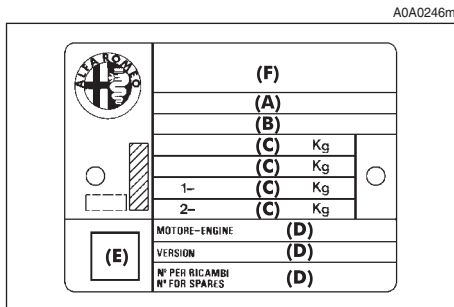 A0A0246m
ALFA ROMEO
(F)
(A)
(B)
(C) Kg
(C) Kg
1- (C) Kg
2- (C) Kg
MOTORE-ENGINE (D)
(E)
VERSION (D)
N° PER RICAMBI
N° FOR SPARES (D)